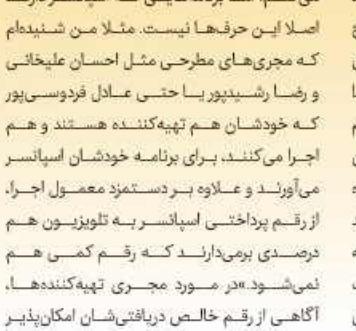 اصلا این حرف‌ها نیست. مثلا من شنیده‌ام
که مجری‌های مطرحی مثل احسان علیخانی
و رضا رشیدپور یا حتی عادل فردوسی‌پور
که خودشان هم تهیه‌کننده هستند و هم
اجرا می‌کنند، برای برنامه خودشان اسپانسر
می‌آورند و علاوه بر دستمزد معمول اجرا،
از رقم پرداختی اسپانسر به تلویزیون هم
درصدی برمی‌دارند که رقم کمی هم
نمی‌شود.»در مورد مجری تهیه‌کننده‌ها،
آگاهی از رقم خالص دریافتی‌شان امکان‌پذیر